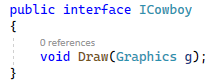 public interface ICowboy
{
0 references
void Draw(Graphics g);
}